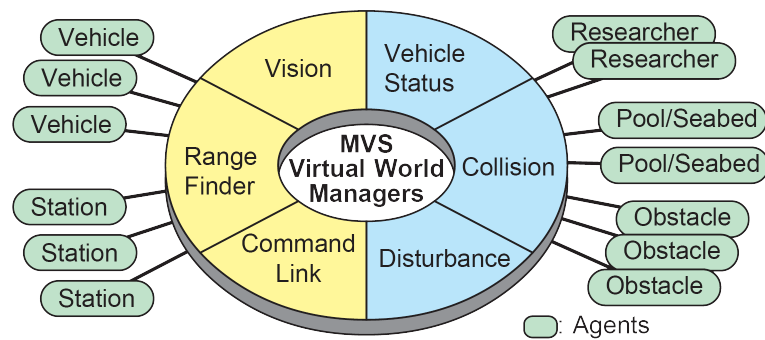 Vehicle
Vehicle
Vehicle
Station
Station
Station
Vision
Range
Finder
Command
Link
MVS
Virtual World
Managers
Vehicle
Status
Collision
Disturbance
Researcher
Researcher
Pool/Seabed
Pool/Seabed
Obstacle
Obstacle
Obstacle
: Agents